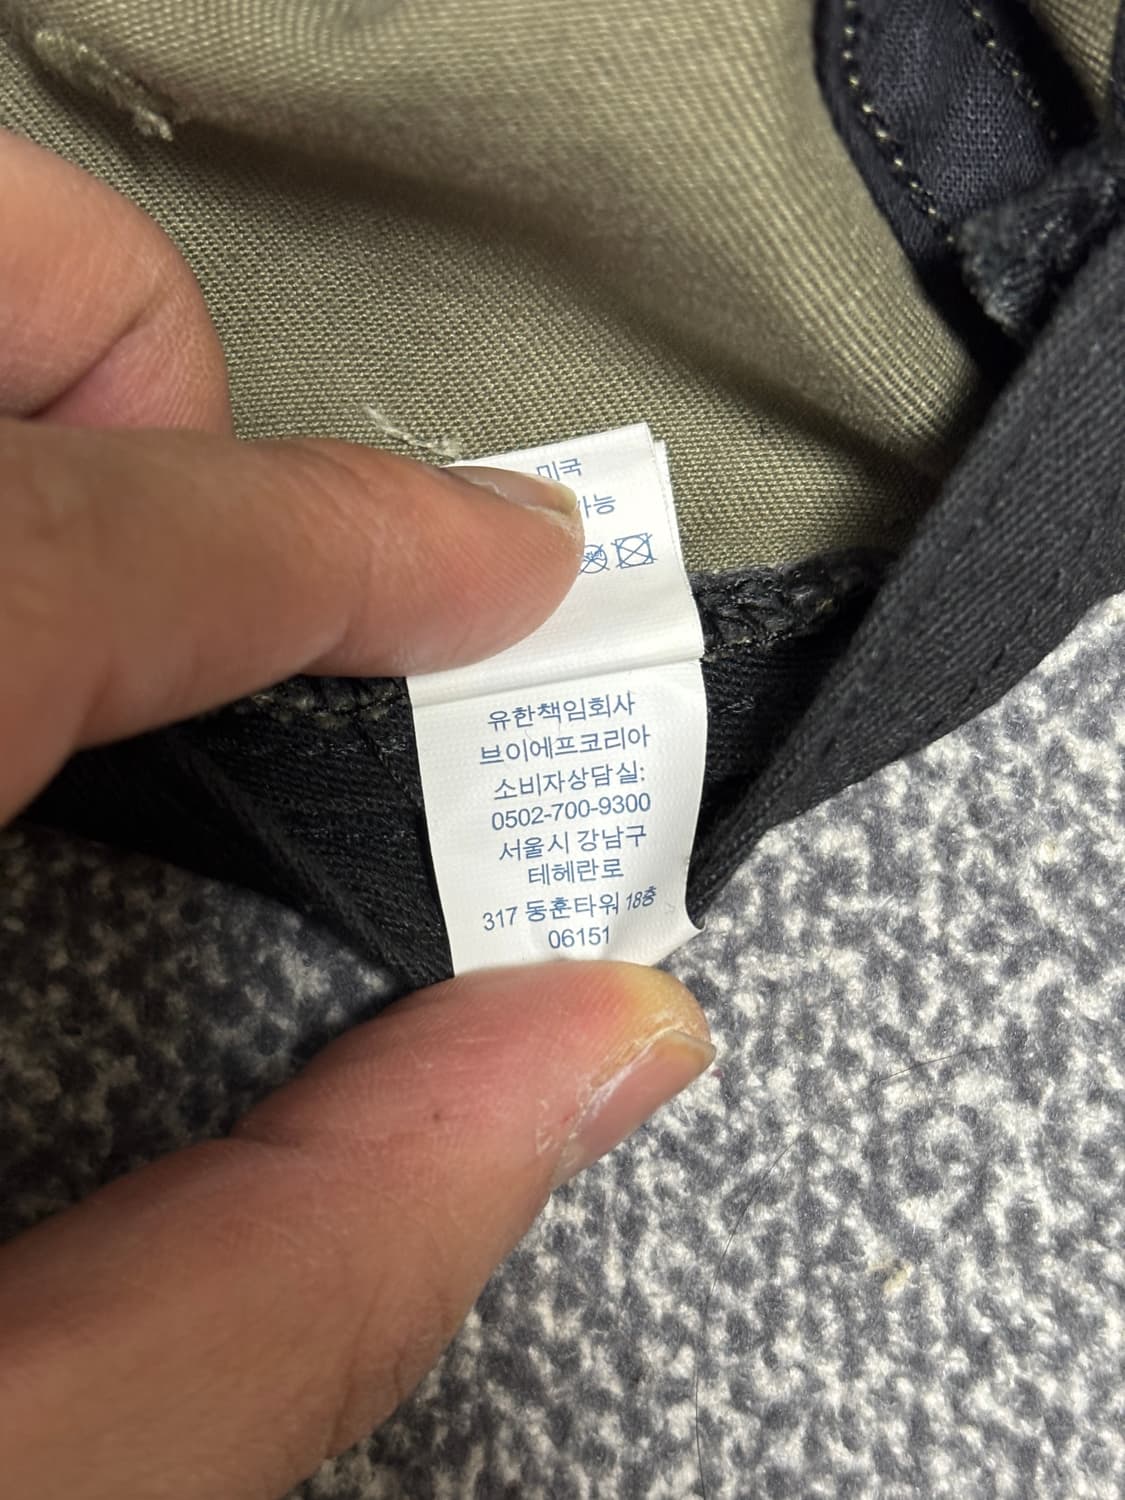 미국
가능
유한책임회사
브이에프코리아
소비자상담실:
0502-700-9300
서울시 강남구
테헤란로
317 동훈타워 18층
06151